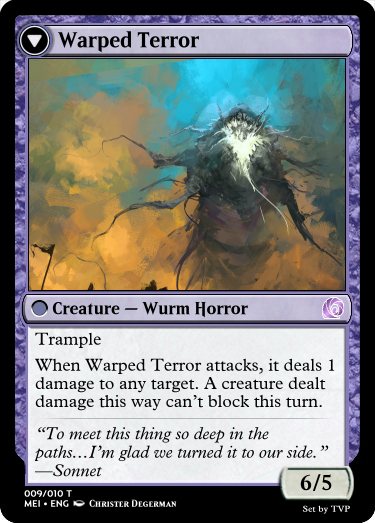 Warped Terror
Creature — Wurm Horror
Trample
When Warped Terror attacks, it deals 1
damage to any target. A creature dealt
damage this way can't block this turn.
"To meet this thing so deep in the
paths...I'm glad we turned it to our side."
—Sonnet
6/5
009/010 T
MEI • ENG Christer Degerman
Set by TVP